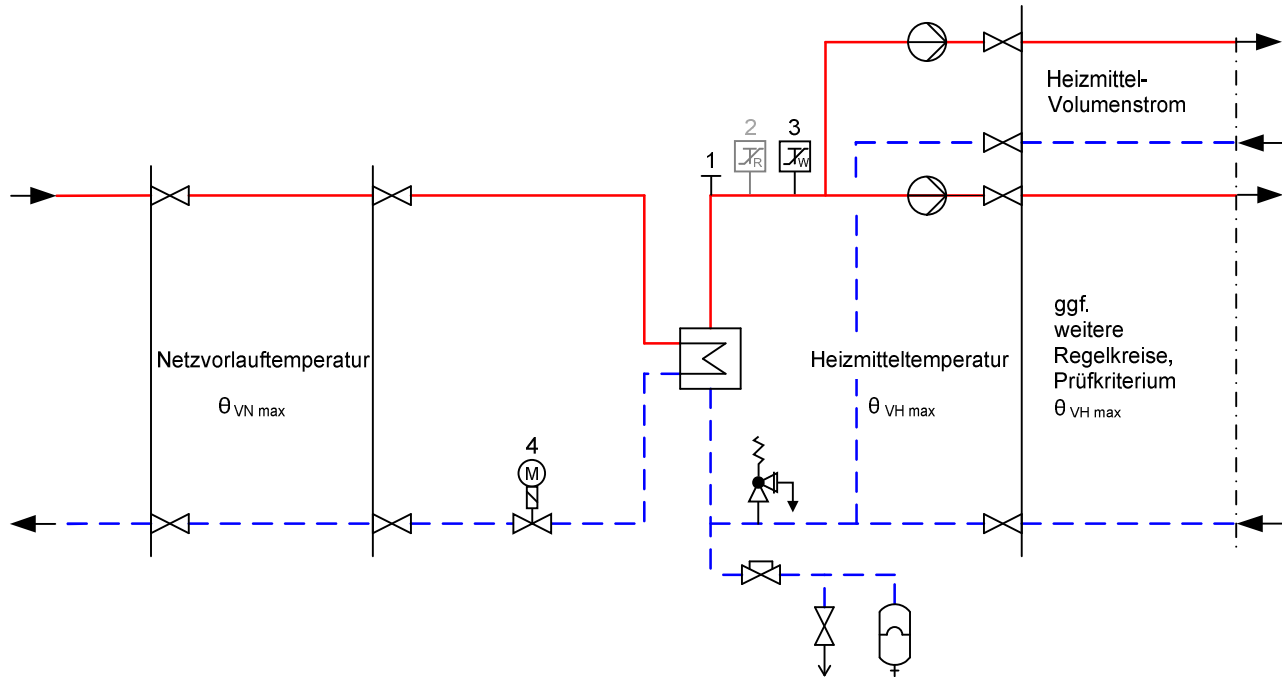 Heizmittel-
Volumenstrom
2
3
1
R
W
Netzvorlauftemperatur
θ VN max
Heizmitteltemperatur
θ VH max
ggf.
weitere
Regelkreise,
Prüfkriterium
θ VH max
4
M